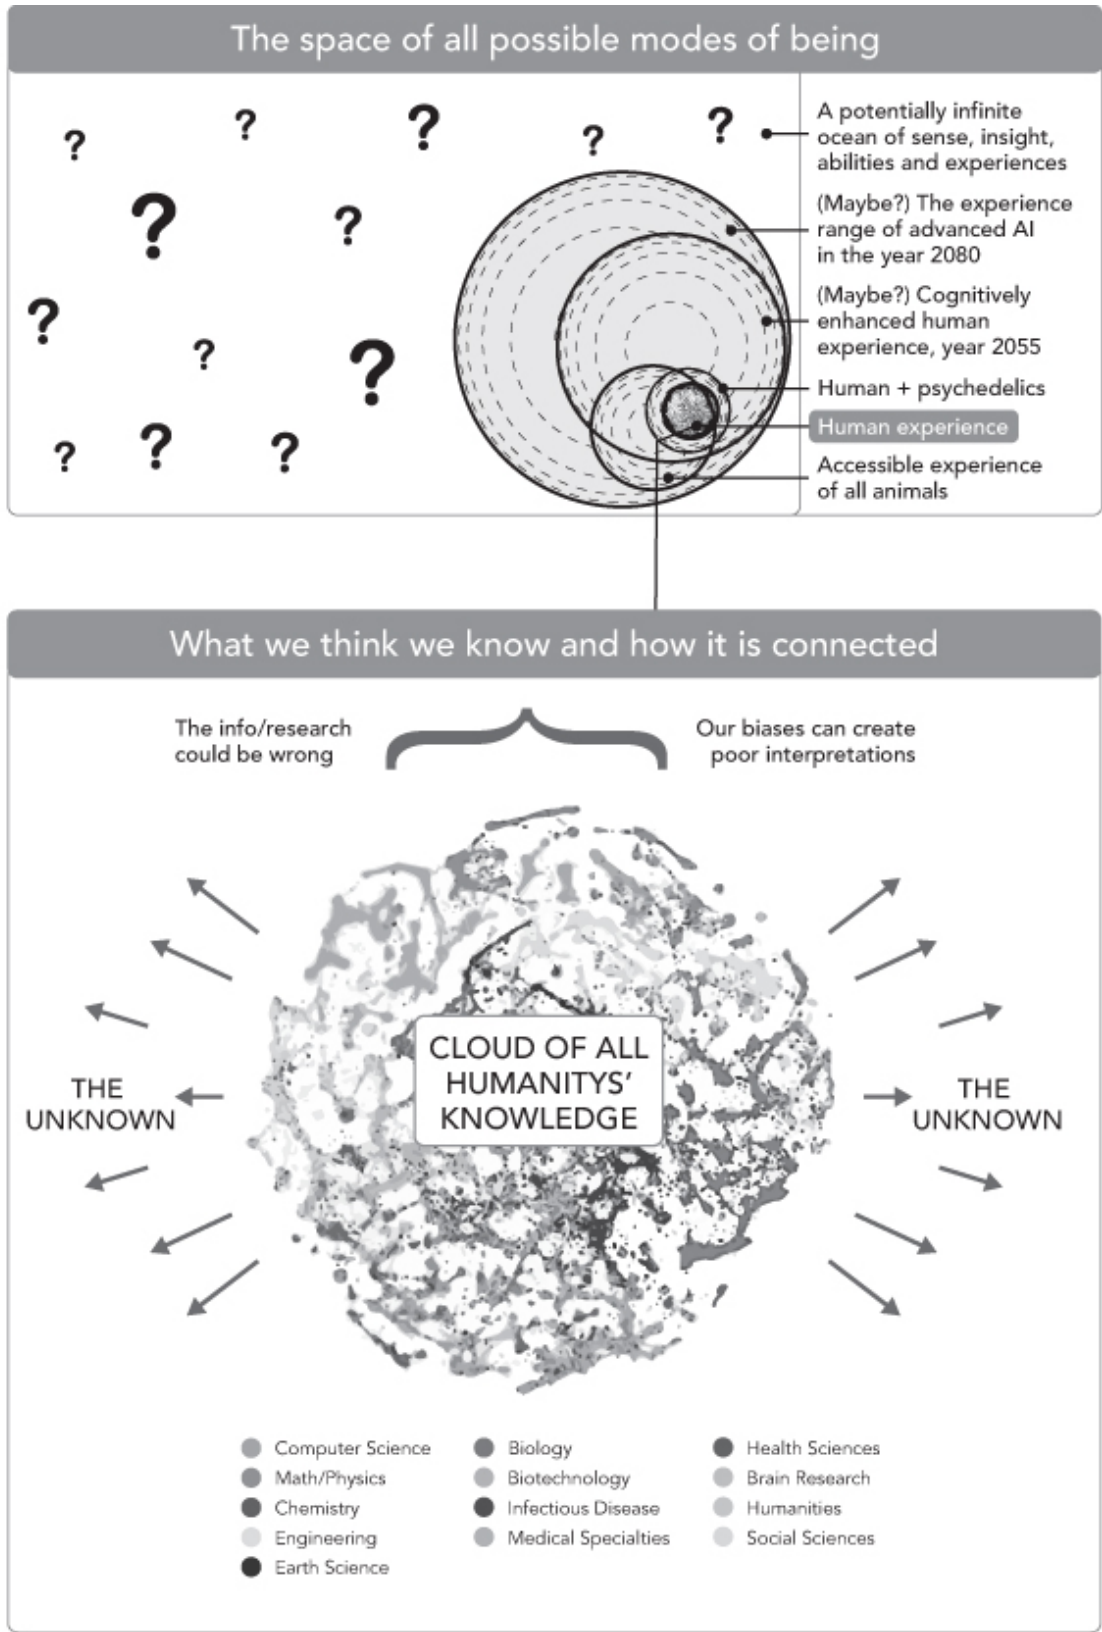 The space of all possible modes of being
?
?
?
?
?
?
?
?
?
?
?
?
?
A potentially infinite
ocean of sense, insight,
abilities and experiences
(Maybe?) The experience
range of advanced AI
in the year 2080
(Maybe?) Cognitively
enhanced human
experience, year 2055
Human + psychedelics
Human experience
Accessible experience
of all animals
What we think we know and how it is connected
The info/research
could be wrong
Our biases can create
poor interpretations
CLOUD OF ALL
HUMANITYS’
KNOWLEDGE
THE
UNKNOWN
THE
UNKNOWN
Computer Science
Math/Physics
Chemistry
Engineering
Earth Science
Biology
Biotechnology
Infectious Disease
Medical Specialties
Health Sciences
Brain Research
Humanities
Social Sciences